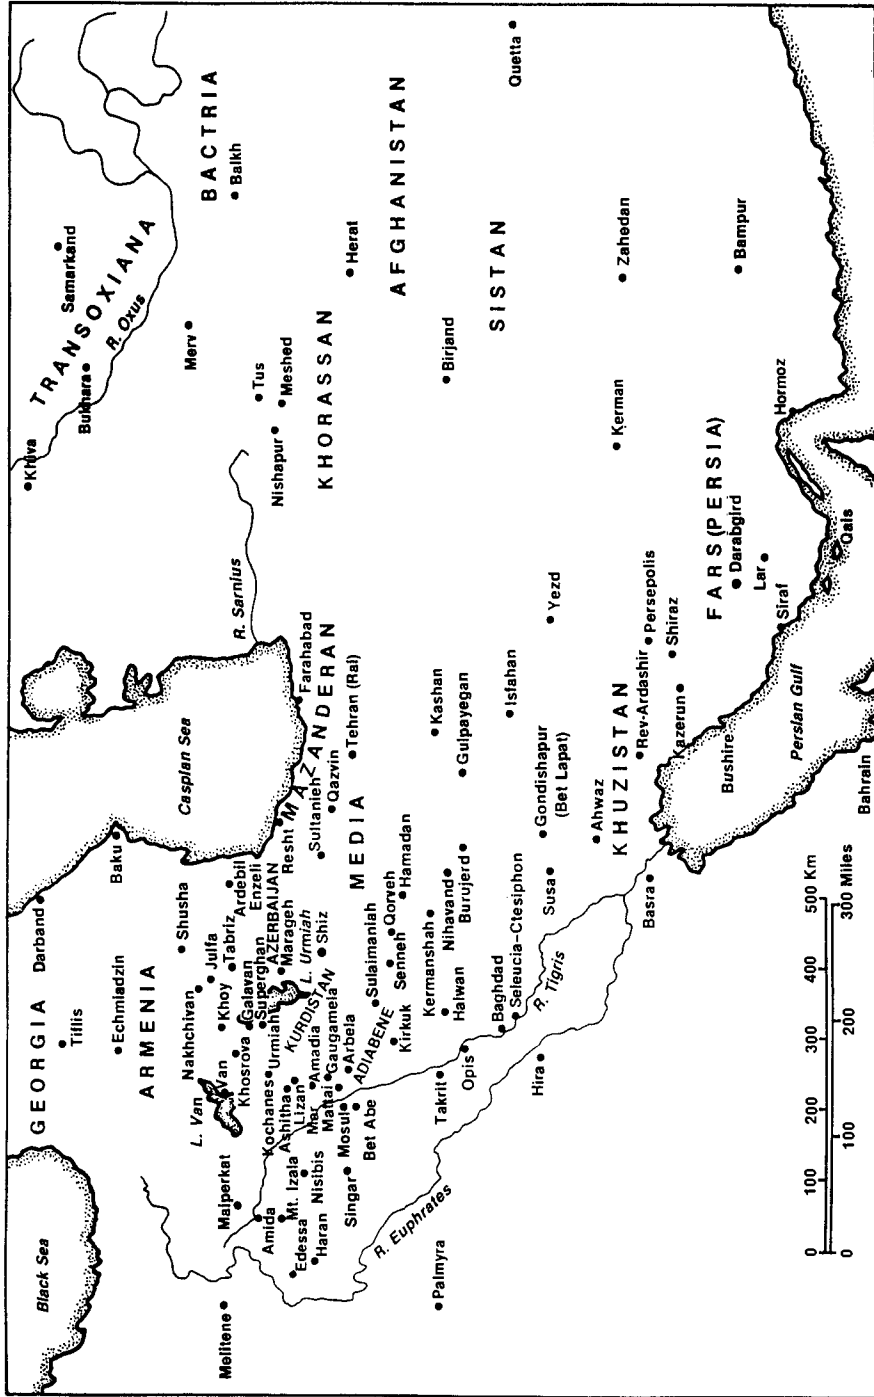 Black Sea
GEORGIA
Tiflis
Darband
Echmiadzin
Baku
ARMENIA
Caspian Sea
Khiva
TRANSOXIANA
Bukhara
R. Oxus
Samarkand
BACTRIA
Balkh
Merv
Melitene
Maiperkat
L. Van
Van
Nakhchivan
Shusha
Julfa
Khoy
Tabriz
Ardebil
Enzeli
Khosrova
Galavan
Superghan
AZERBAIJAN
Amida
Kochanes
Urmiah
Marageh
L. Urmiah
Resht
R. Sarnius
Tus
Meshed
Nishapur
Mt. Izala
Ashitha
Lizan
KURDISTAN
Shiz
Sultanieh
MAZANDERAN
Farahabad
KHORASSAN
Edessa
Haran
Nisibis
Mar Mattai
Amadia
Gaugamela
Qazvin
Tehran (Rai)
Herat
Singar
Mosul
Bet Abe
Arbela
ADIABENE
Sulaimaniah
MEDIA
AFGHANISTAN
R. Euphrates
Kirkuk
Senneh
Qorveh
Hamadan
Palmyra
Takrit
Opis
Kermanshah
Halwan
Nihavand
Burujerd
Kashan
Gulpayegan
Birjand
Baghdad
Seleucia-Ctesiphon
Isfahan
SISTAN
Quetta
Hira
R. Tigris
Susa
Gondishapur
(Bet Lapat)
Yezd
Ahwaz
KHUZISTAN
Kerman
Zahedan
Basra
Rev-Ardashir
Persepolis
Shiraz
Kazerun
FARS (PERSIA)
Darabgird
Bampur
Bushire
Lar
Siraf
Hormoz
Persian Gulf
Qais
Bahrain
0 100 200 300 400 500 Km
0 100 200 300 Miles